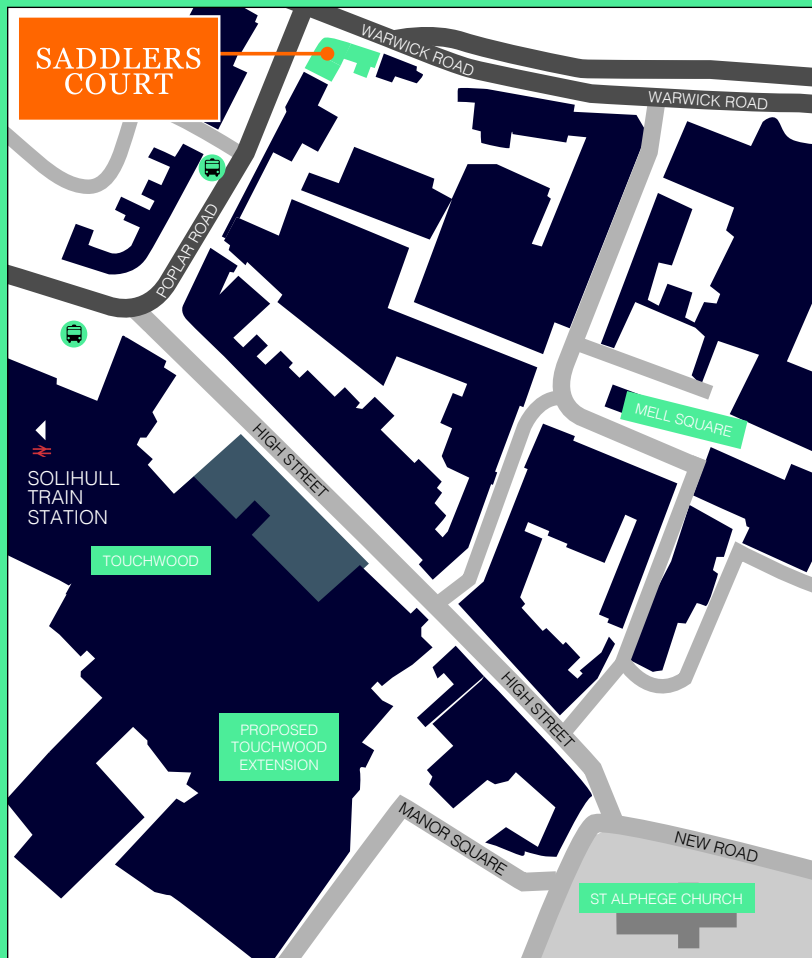 SADDLERS
COURT
WARWICK ROAD
WARWICK ROAD
POPLAR ROAD
HIGH STREET
MELL SQUARE
SOLIHULL
TRAIN
STATION
TOUCHWOOD
HIGH STREET
PROPOSED
TOUCHWOOD
EXTENSION
MANOR SQUARE
NEW ROAD
ST ALPHEGE CHURCH